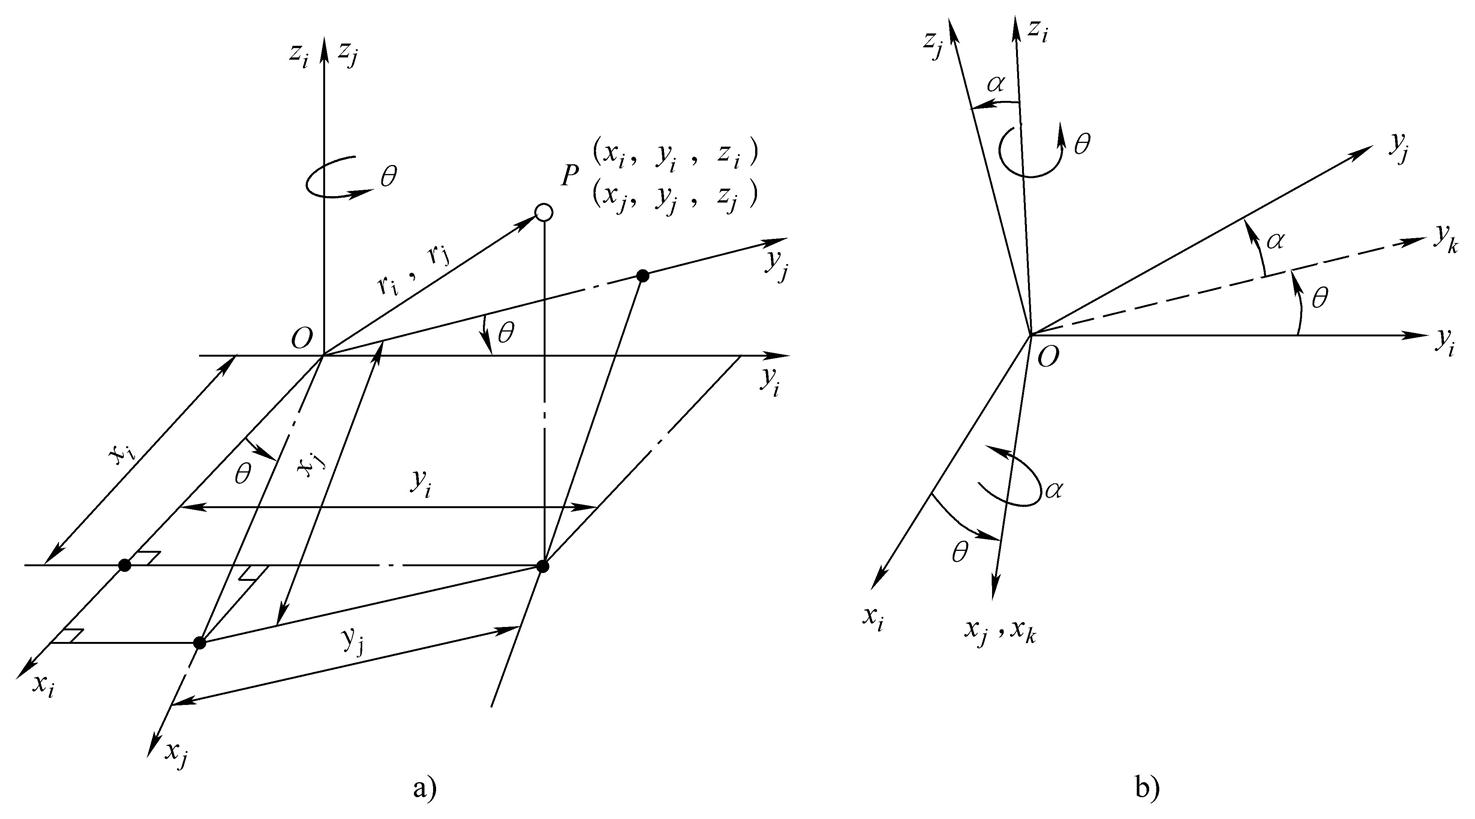 z_i z_j
θ
P (x_i, y_i, z_i)
(x_j, y_j, z_j)
r_i, r_j
y_j
O
θ
y_i
x_i
θ
x_j
y_i
y_j
x_i
x_j
a)
z_j z_i
α
θ
y_j
α
y_k
θ
O
y_i
α
θ
x_i
x_j, x_k
b)